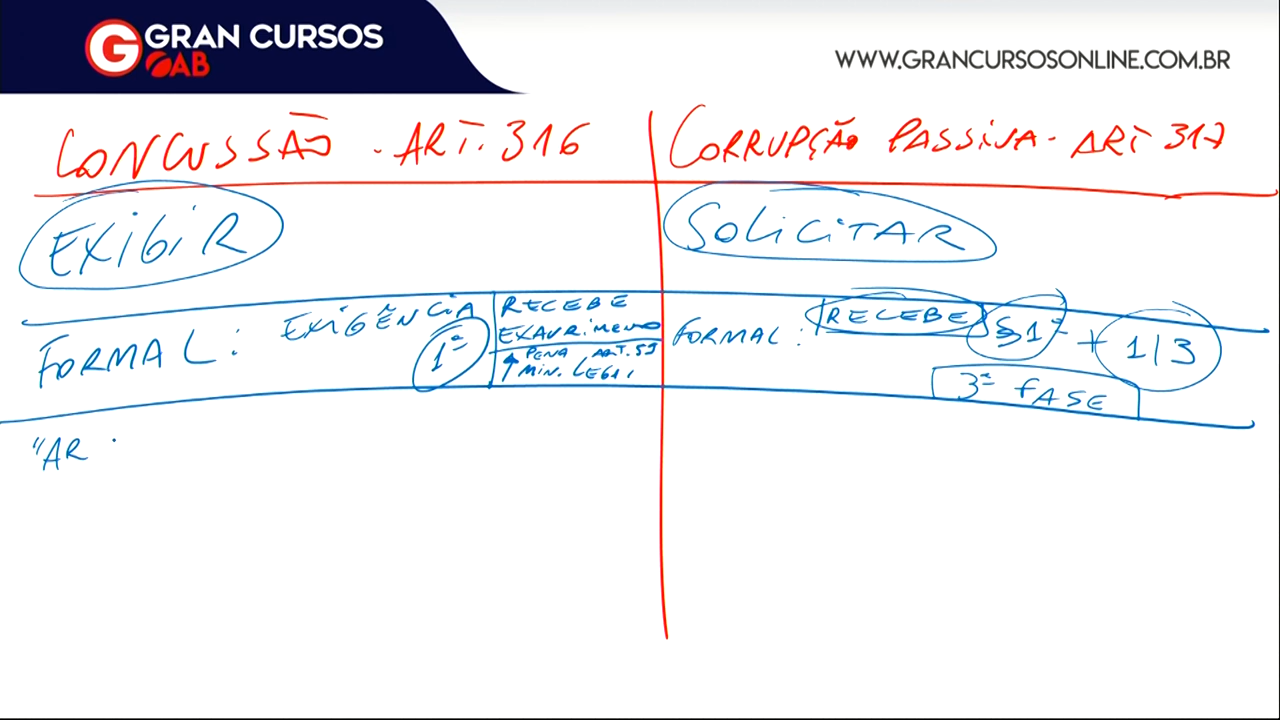 GRAN CURSOS
OAB
WWW.GRANCURSOSONLINE.COM.BR
CONCUSSÃO - ART. 316
CORRUPÇÃO PASSIVA - ART 317
EXIGIR
SOLICITAR
FORMAL: EXIGÊNCIA
1ª
RECEBE
EXAURIMENTO
↑ PENA ART. 59
MIN. LEGAL
FORMAL: RECEBE §1º + 1/3
3ª FASE
"AR